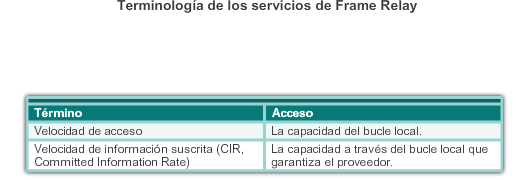 Terminología de los servicios de Frame Relay
Término
Acceso
Velocidad de acceso
La capacidad del bucle local.
Velocidad de información suscrita (CIR,
Committed Information Rate)
La capacidad a través del bucle local que
garantiza el proveedor.